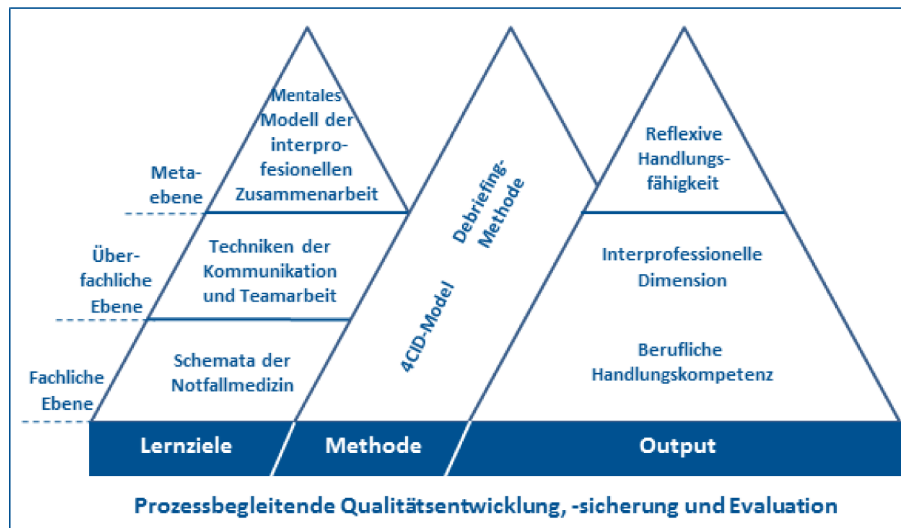 Meta-
ebene
Mentales
Modell der
interpro-
fesionellen
Zusammenarbeit
Über-
fachliche
Ebene
Techniken der
Kommunikation
und Teamarbeit
Fachliche
Ebene
Schemata der
Notfallmedizin
4CID-Model
Debriefing-
Methode
Reflexive
Handlungs-
fähigkeit
Interprofessionelle
Dimension
Berufliche
Handlungskompetenz
Lernziele
Methode
Output
Prozessbegleitende Qualitätsentwicklung, -sicherung und Evaluation